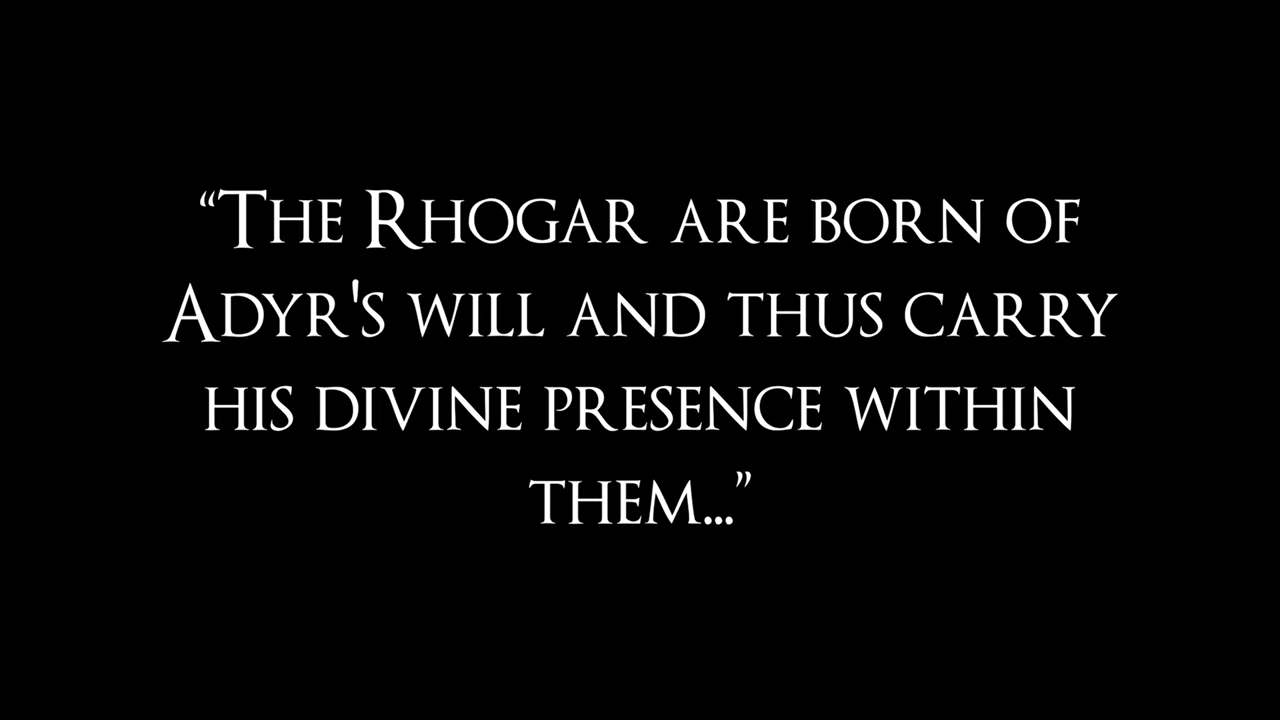 “The Rhogar are born of
Adyr's will and thus carry
his divine presence within
them...”